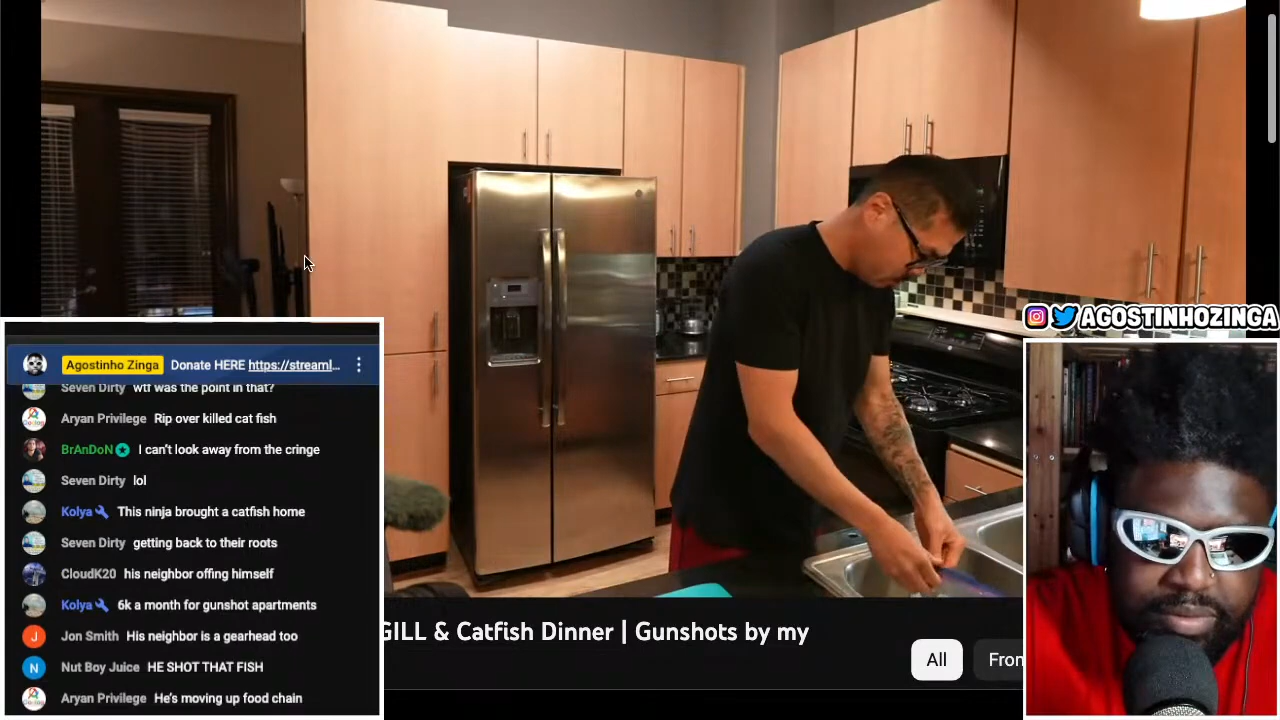 AGOSTINHOZINGA
Agostinho Zinga Donate HERE https://streaml...
Seven Dirty wtf was the point in that?
Aryan Privilege Rip over killed cat fish
BrAnDoN I can't look away from the cringe
Seven Dirty lol
Kolya This ninja brought a catfish home
Seven Dirty getting back to their roots
CloudK20 his neighbor offing himself
Kolya 6k a month for gunshot apartments
Jon Smith His neighbor is a gearhead too
Nut Boy Juice HE SHOT THAT FISH
Aryan Privilege He's moving up food chain
GILL & Catfish Dinner | Gunshots by my
All
Fron